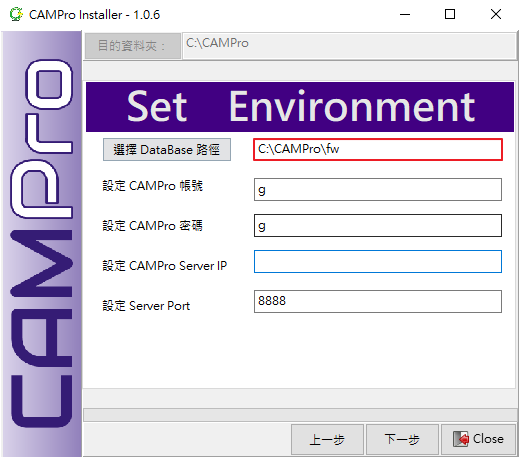 CAMPro Installer - 1.0.6
目的資料夾：
C:\CAMPro
CAMPro
Set Environment
選擇 DataBase 路徑
C:\CAMPro\fw
設定 CAMPro 帳號
g
設定 CAMPro 密碼
g
設定 CAMPro Server IP
設定 Server Port
8888
上一步
下一步
Close